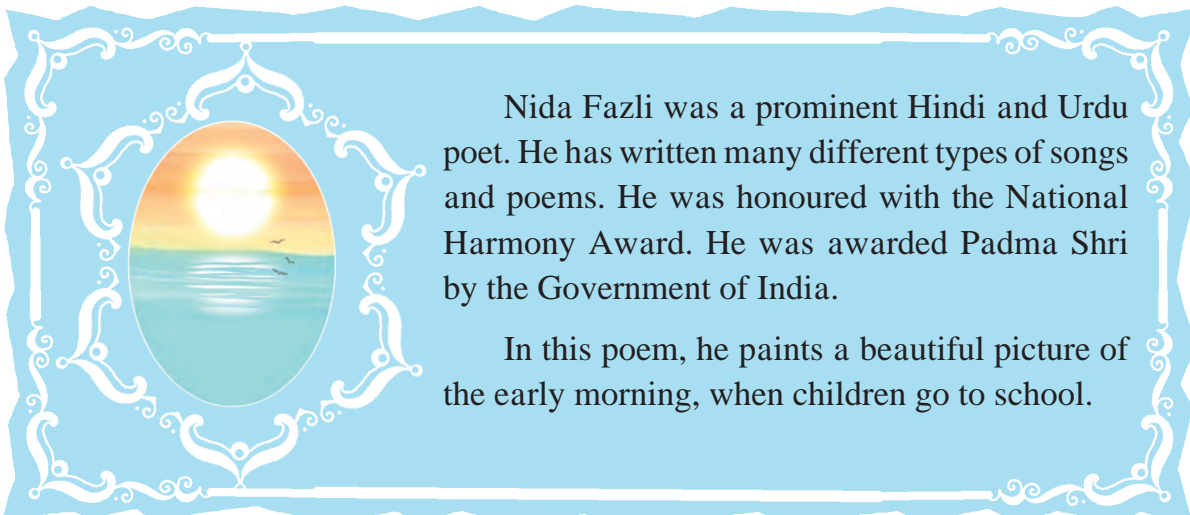 Nida Fazli was a prominent Hindi and Urdu
poet. He has written many different types of songs
and poems. He was honoured with the National
Harmony Award. He was awarded Padma Shri
by the Government of India.
In this poem, he paints a beautiful picture of
the early morning, when children go to school.